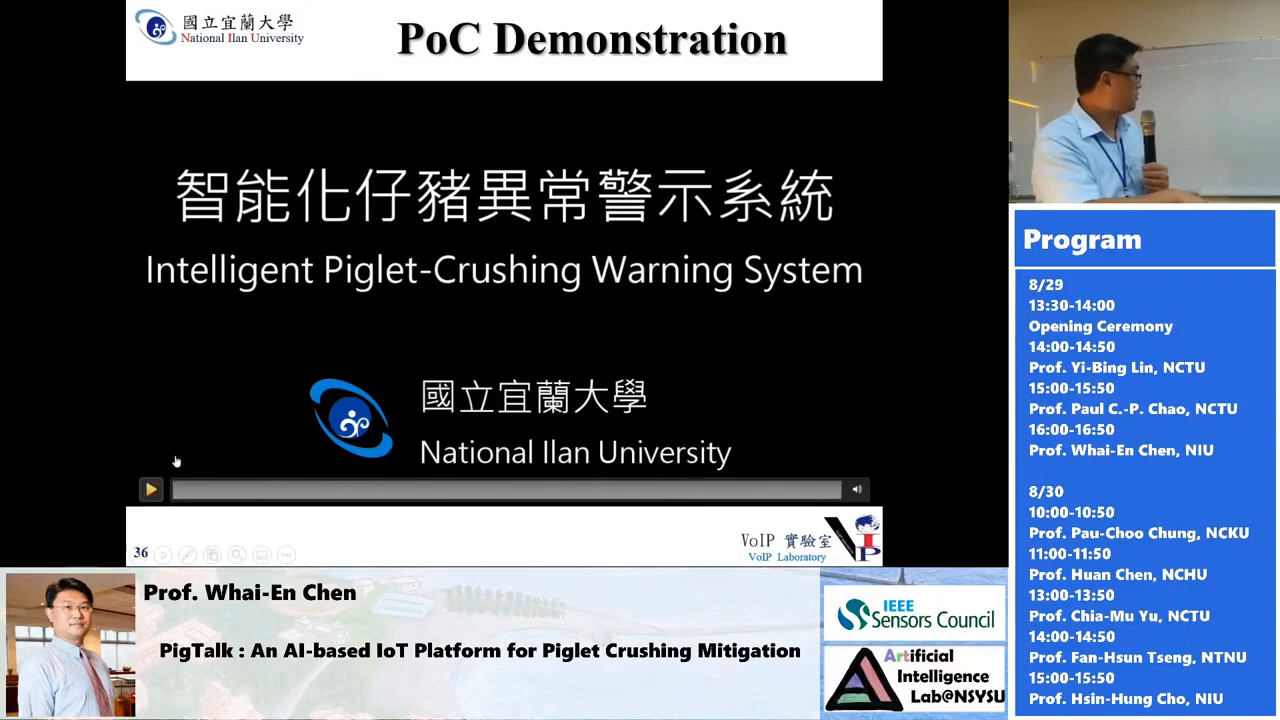 國立宜蘭大學
National Ilan University
PoC Demonstration
智能化仔豬異常警示系統
Intelligent Piglet-Crushing Warning System
國立宜蘭大學
National Ilan University
36
VoIP 實驗室
VoIP Laboratory
VIP
Prof. Whai-En Chen
PigTalk : An AI-based IoT Platform for Piglet Crushing Mitigation
IEEE
Sensors Council
Artificial
Intelligence
Lab@NSYSU
Program
8/29
13:30-14:00
Opening Ceremony
14:00-14:50
Prof. Yi-Bing Lin, NCTU
15:00-15:50
Prof. Paul C.-P. Chao, NCTU
16:00-16:50
Prof. Whai-En Chen, NIU
8/30
10:00-10:50
Prof. Pau-Choo Chung, NCKU
11:00-11:50
Prof. Huan Chen, NCHU
13:00-13:50
Prof. Chia-Mu Yu, NCTU
14:00-14:50
Prof. Fan-Hsun Tseng, NTNU
15:00-15:50
Prof. Hsin-Hung Cho, NIU